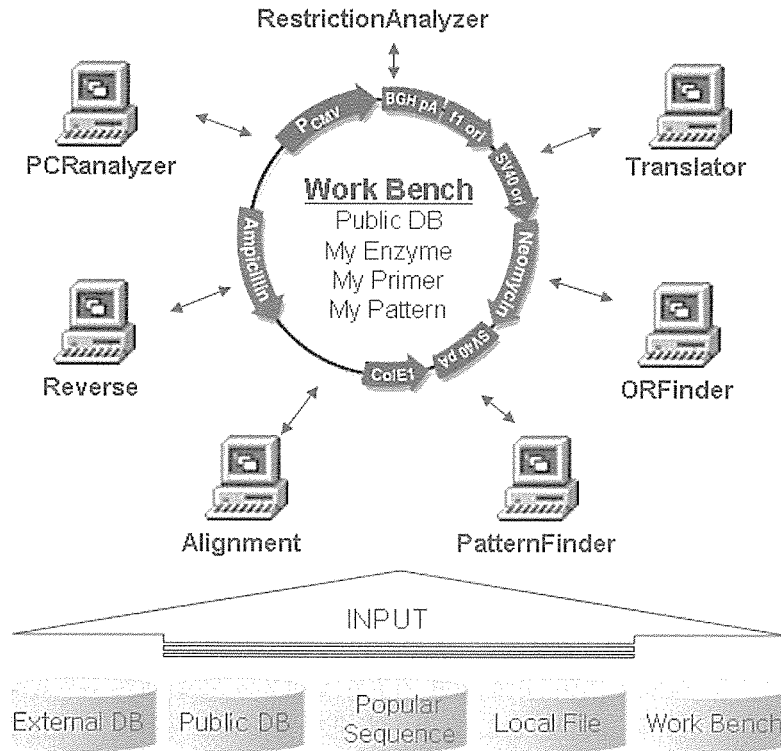 RestrictionAnalyzer
PCRanalyzer
Translator
PCMV
BGH pA
f1 ori
SV40 ori
Neomycin
SV40 pA
ColE1
Ampicillin
Work Bench
Public DB
My Enzyme
My Primer
My Pattern
Reverse
ORFinder
Alignment
PatternFinder
INPUT
External DB
Public DB
Popular
Sequence
Local File
Work Bench